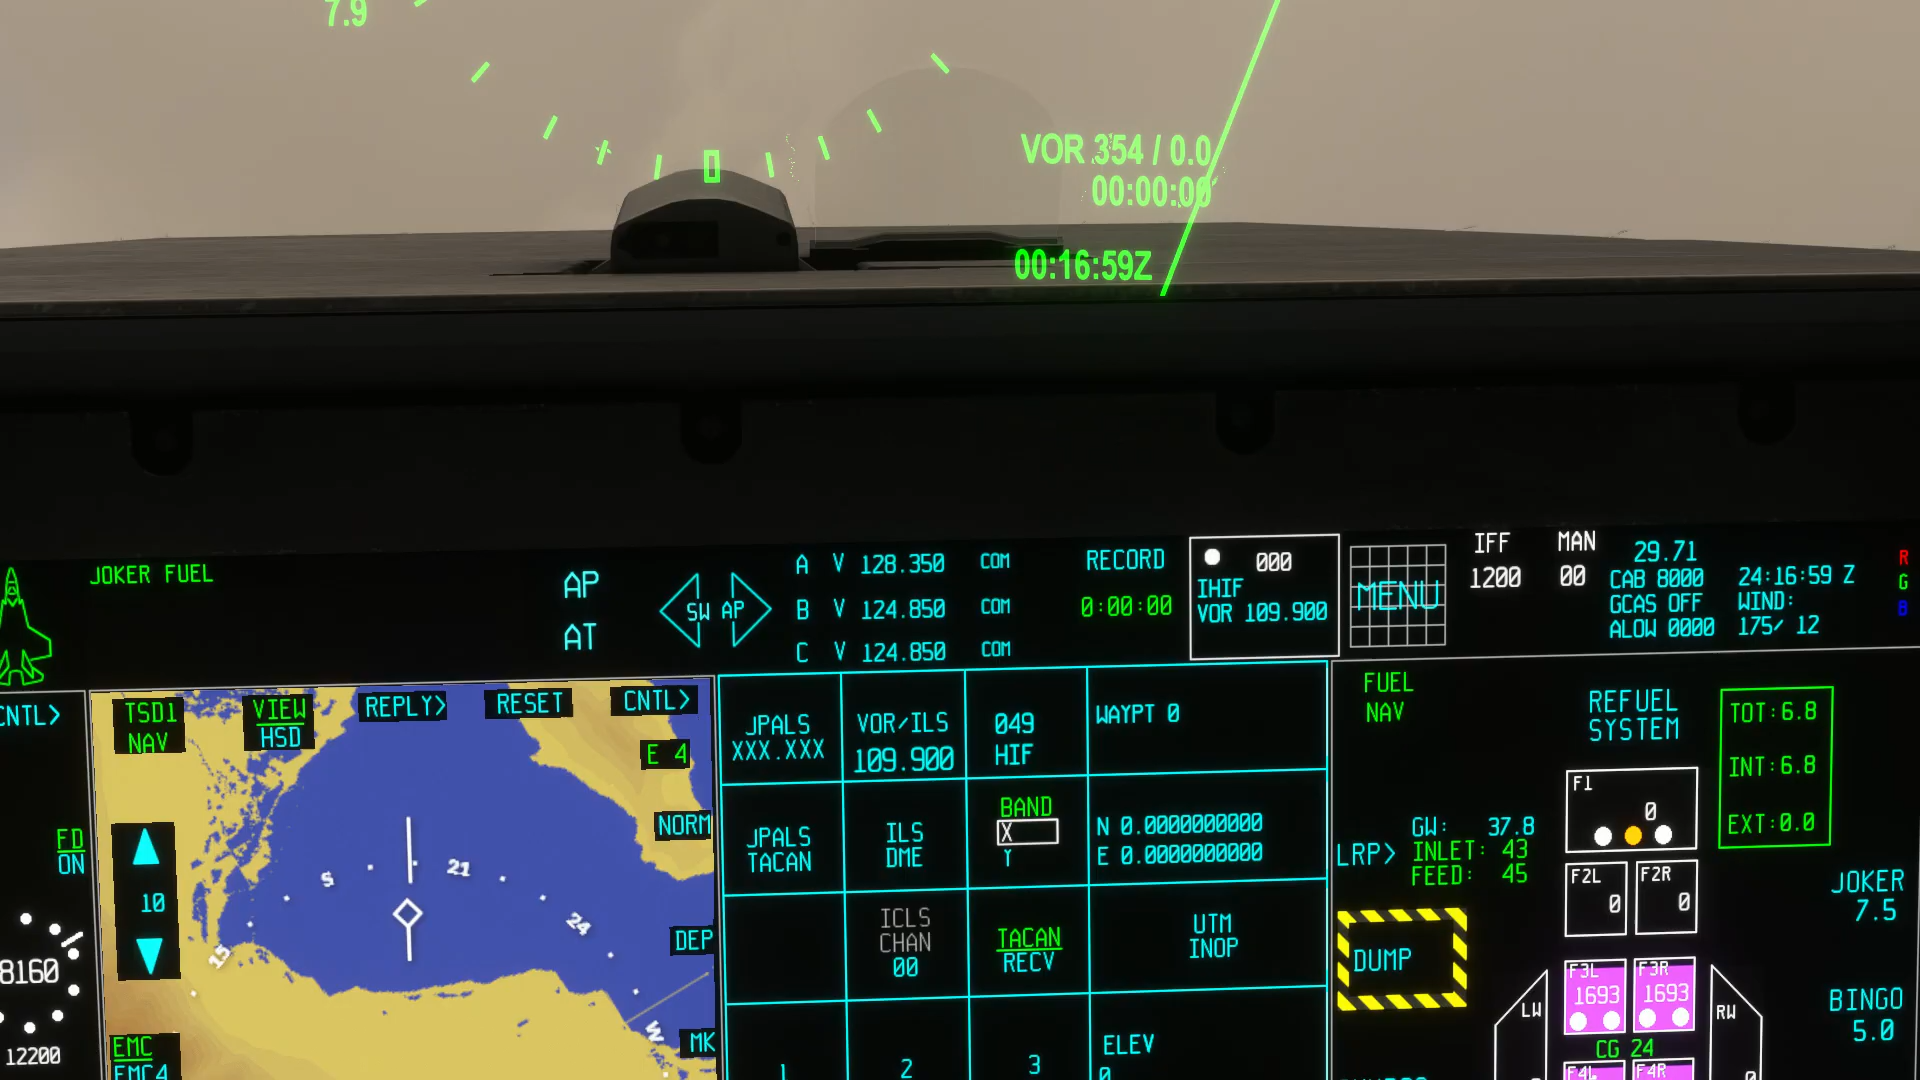 7.9
VOR 354 / 0.0
00:00:00
00:16:59Z
JOKER FUEL
AP
AT
SW AP
A V 128.350 COM
B V 124.850 COM
C V 124.850 COM
RECORD
0:00:00
000
IHIF
VOR 109.900
MENU
IFF
1200
MAN
00
29.71
CAB 8000
GCAS OFF
ALOW 0000
24:16:59 Z
WIND:
175/ 12
R
G
B
CNTL>
FD
ON
8160
12200
TSD1
NAV
VIEW
HSD
REPLY>
RESET
CNTL>
E 4
NORM
10
S
21
24
15
W
DEP
MK
EMC
EMC4
JPALS
XXX.XXX
VOR/ILS
109.900
049
HIF
WAYPT 0
JPALS
TACAN
ILS
DME
BAND
X
Y
N 0.0000000000
E 0.0000000000
ICLS
CHAN
00
TACAN
RECV
UTM
INOP
1
2
3
ELEV
0
FUEL
NAV
REFUEL
SYSTEM
TOT:6.8
INT:6.8
EXT:0.0
F1
0
GW: 37.8
INLET: 43
FEED: 45
LRP>
F2L
0
F2R
0
JOKER
7.5
DUMP
F3L
1693
F3R
1693
LW
RW
BINGO
5.0
CG 24
F4L
F4R
0